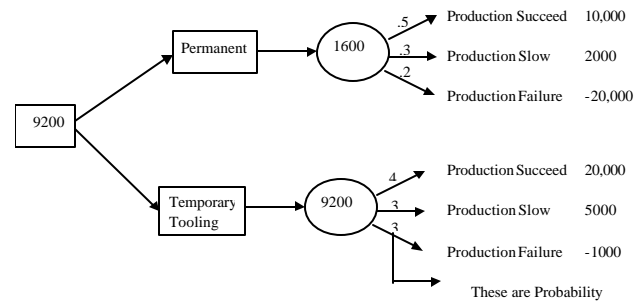 .5
Production Succeed 10,000
Permanent
1600
.3
Production Slow 2000
.2
Production Failure -20,000
9200
Production Succeed 20,000
4
Temporary
Tooling
9200
3
Production Slow 5000
3
Production Failure -1000
These are Probability